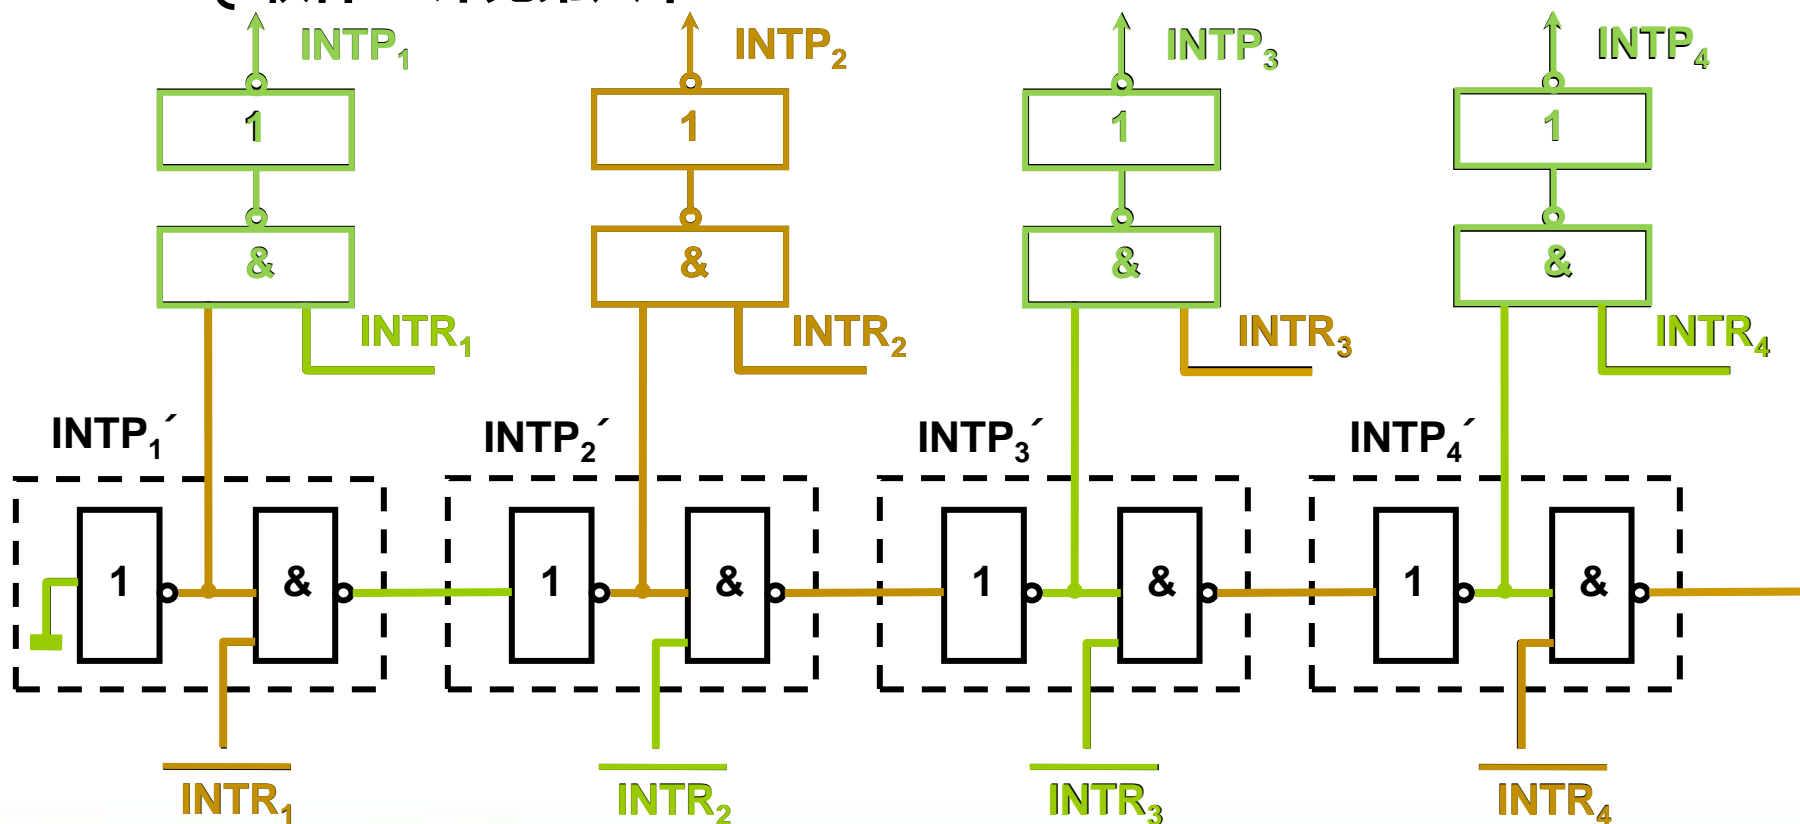 INTP₁ INTP₂ INTP₃ INTP₄
1 1 1 1
& & & &
INTR₁ INTR₂ INTR₃ INTR₄
INTP₁´ INTP₂´ INTP₃´ INTP₄´
1 & 1 & 1 & 1 &
INTR₁ INTR₂ INTR₃ INTR₄